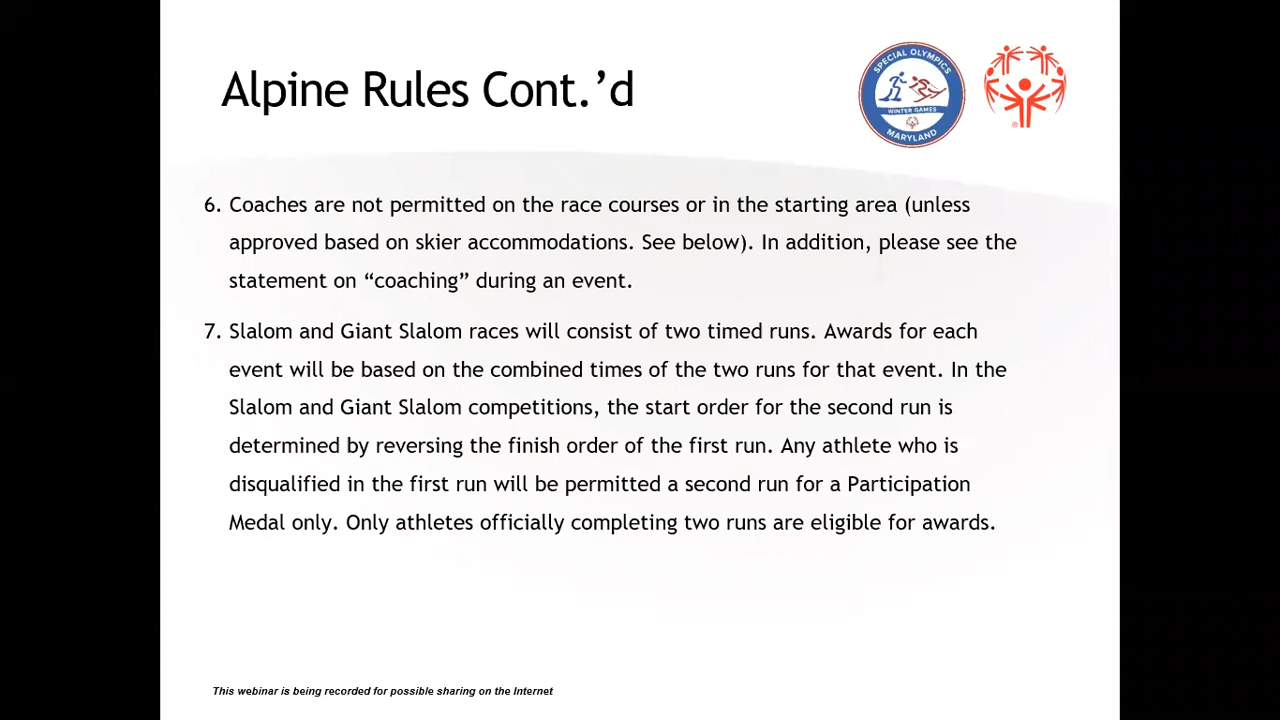 Alpine Rules Cont.’d
SPECIAL OLYMPICS
WINTER GAMES
MARYLAND
®
6. Coaches are not permitted on the race courses or in the starting area (unless
approved based on skier accommodations. See below). In addition, please see the
statement on “coaching” during an event.
7. Slalom and Giant Slalom races will consist of two timed runs. Awards for each
event will be based on the combined times of the two runs for that event. In the
Slalom and Giant Slalom competitions, the start order for the second run is
determined by reversing the finish order of the first run. Any athlete who is
disqualified in the first run will be permitted a second run for a Participation
Medal only. Only athletes officially completing two runs are eligible for awards.
This webinar is being recorded for possible sharing on the Internet